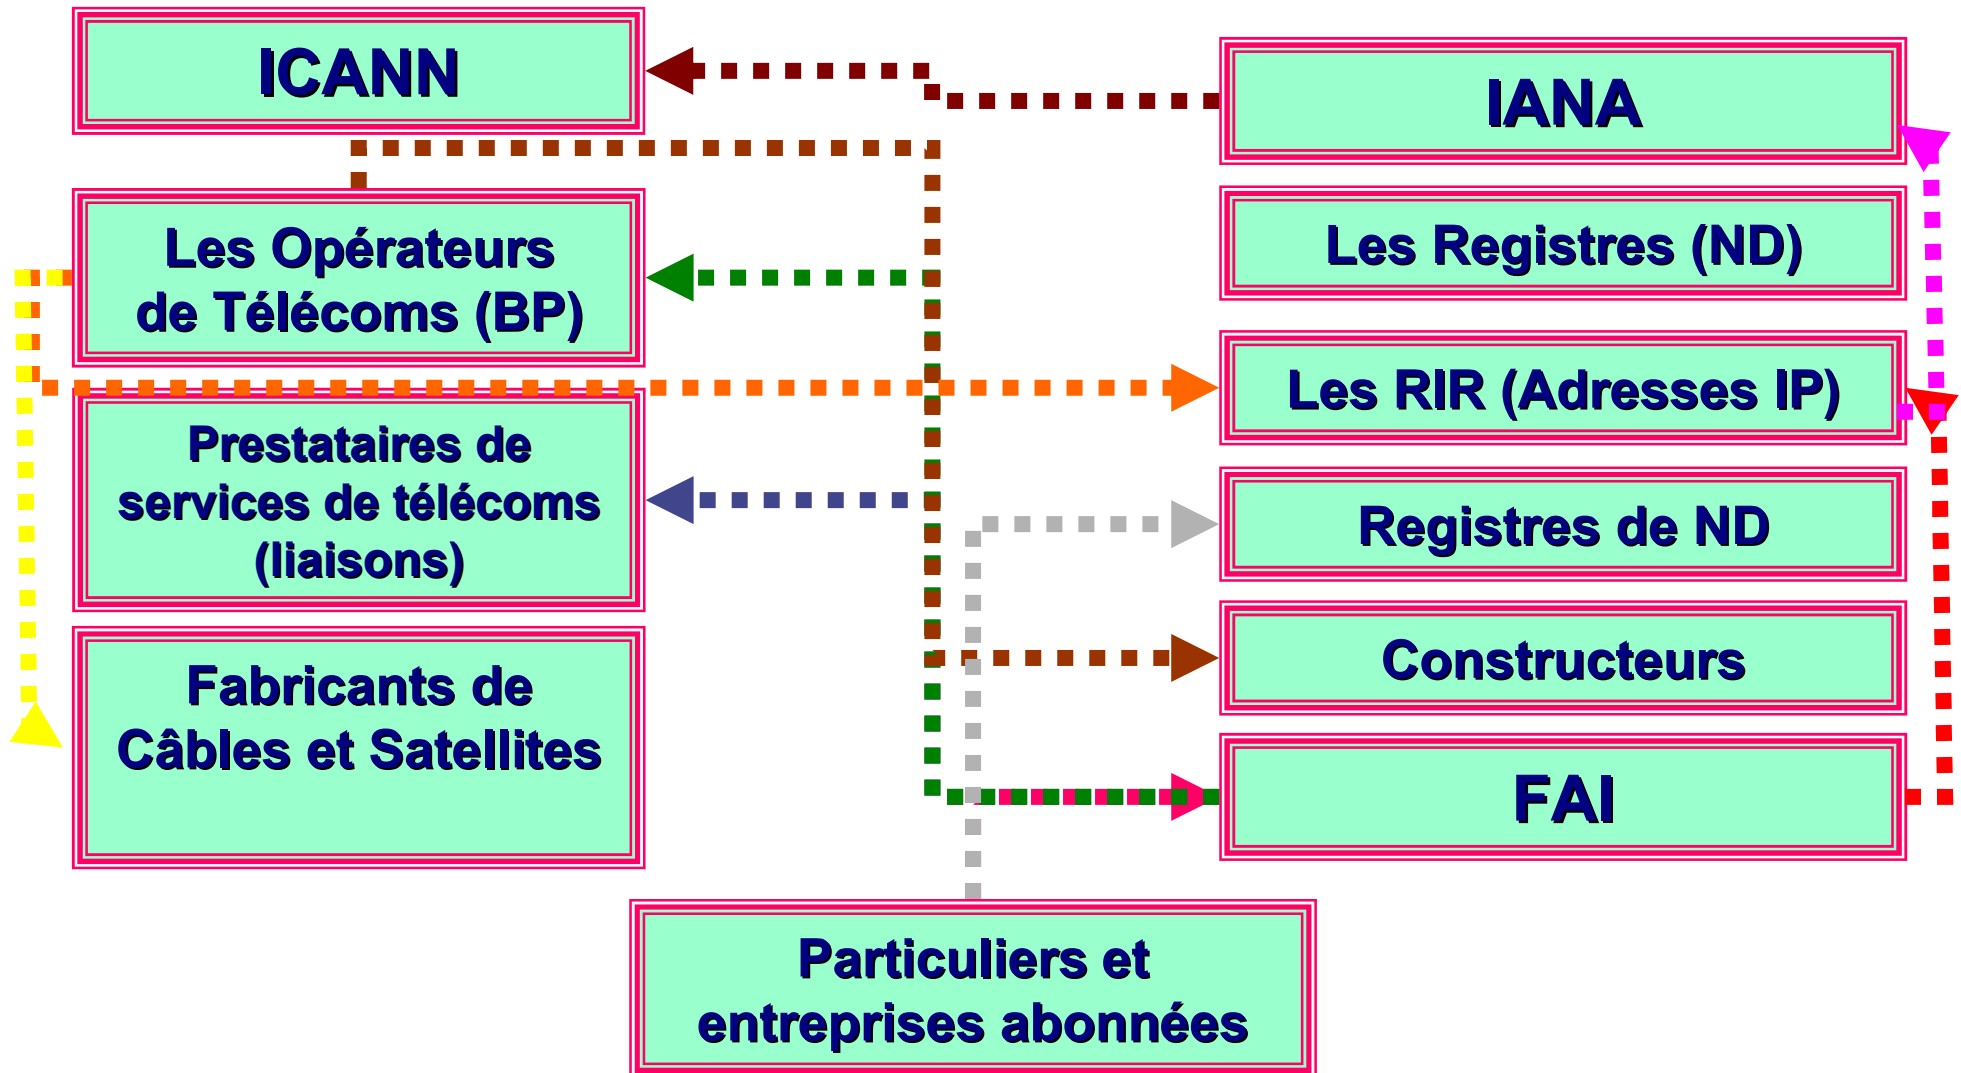 ICANN
IANA
Les Opérateurs
de Télécoms (BP)
Les Registres (ND)
Les RIR (Adresses IP)
Prestataires de
services de télécoms
(liaisons)
Registres de ND
Fabricants de
Câbles et Satellites
Constructeurs
FAI
Particuliers et
entreprises abonnées